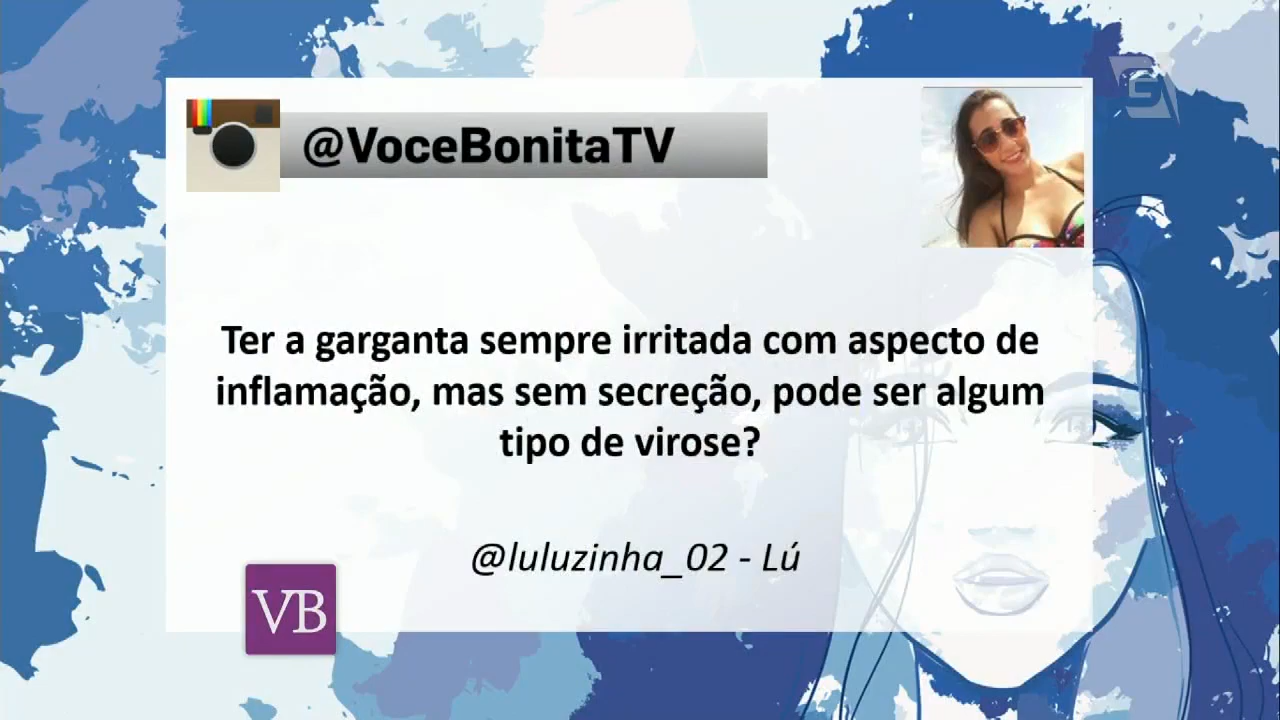 @VoceBonitaTV
Ter a garganta sempre irritada com aspecto de
inflamação, mas sem secreção, pode ser algum
tipo de virose?
@luluzinha_02 - Lú
VB